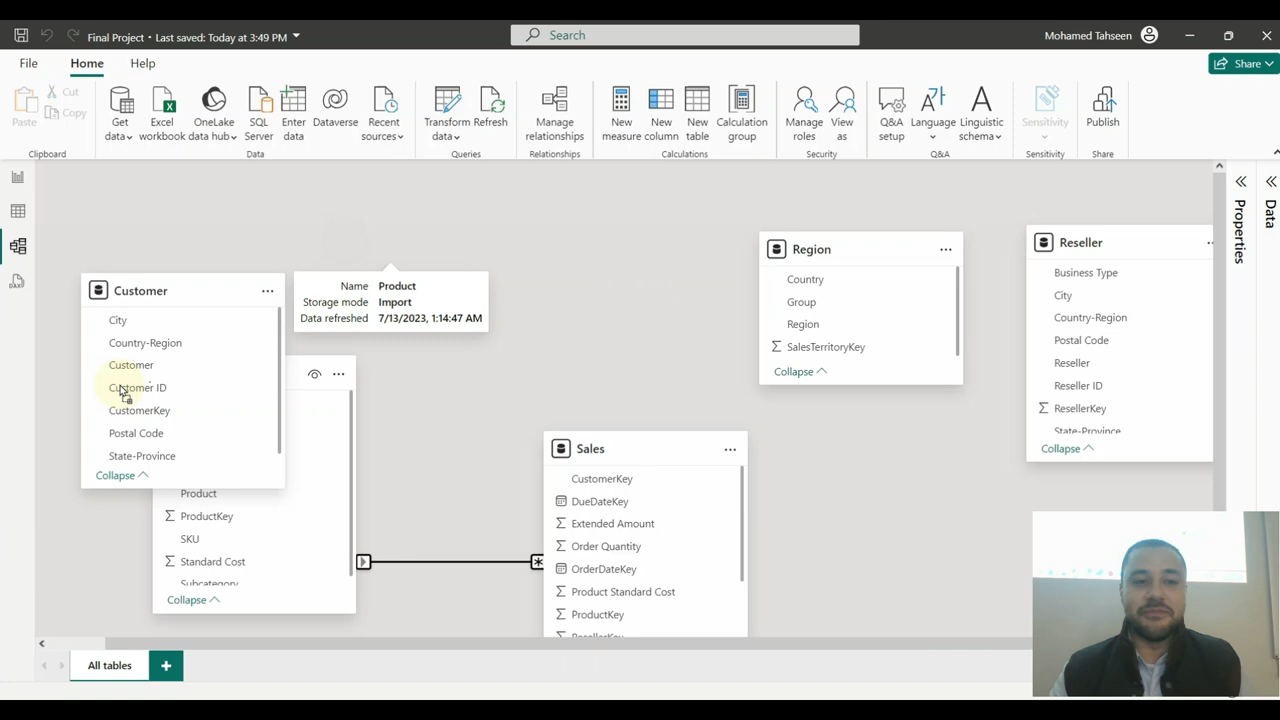 Final Project • Last saved: Today at 3:49 PM
Search
Mohamed Tahseen
File
Home
Help
Share
Paste
Cut
Copy
Get data
Excel workbook
OneLake data hub
SQL Server
Enter data
Dataverse
Recent sources
Transform data
Refresh
Manage relationships
New measure
New column
New table
Calculation group
Manage roles
View as
Q&A setup
Language
Linguistic schema
Sensitivity
Publish
Clipboard
Data
Queries
Relationships
Calculations
Security
Q&A
Sensitivity
Share
Customer
City
Country-Region
Customer
Customer ID
CustomerKey
Postal Code
State-Province
Collapse
Name Product
Storage mode Import
Data refreshed 7/13/2023, 1:14:47 AM
Product
ProductKey
SKU
Standard Cost
Subcategory
Collapse
Sales
CustomerKey
DueDateKey
Extended Amount
Order Quantity
OrderDateKey
Product Standard Cost
ProductKey
ResellerKey
Region
Country
Group
Region
SalesTerritoryKey
Collapse
Reseller
Business Type
City
Country-Region
Postal Code
Reseller
Reseller ID
ResellerKey
State-Province
Collapse
Properties
Data
All tables